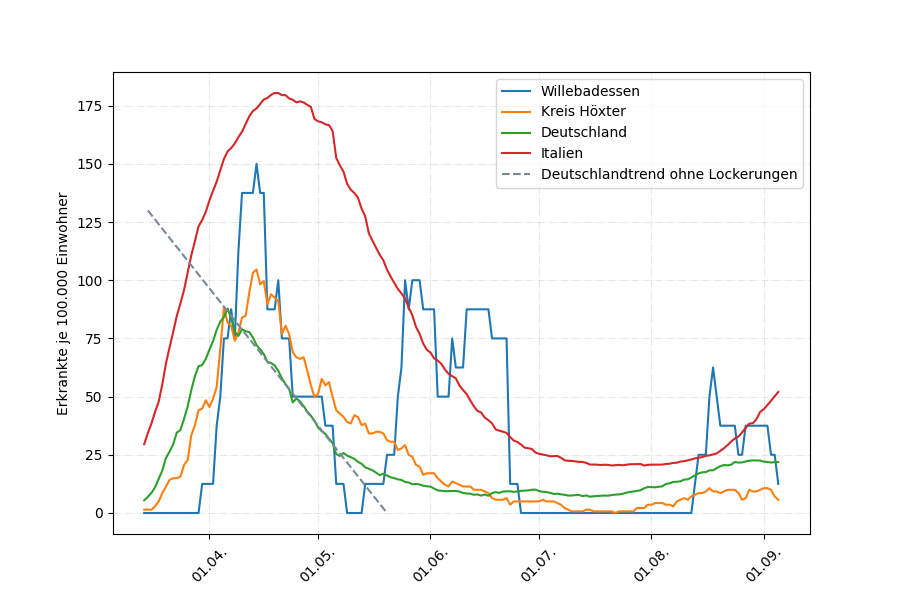 Erkrankte je 100.000 Einwohner
175
150
125
100
75
50
25
0
Willebadessen
Kreis Höxter
Deutschland
Italien
Deutschlandtrend ohne Lockerungen
01.04.
01.05.
01.06.
01.07.
01.08.
01.09.